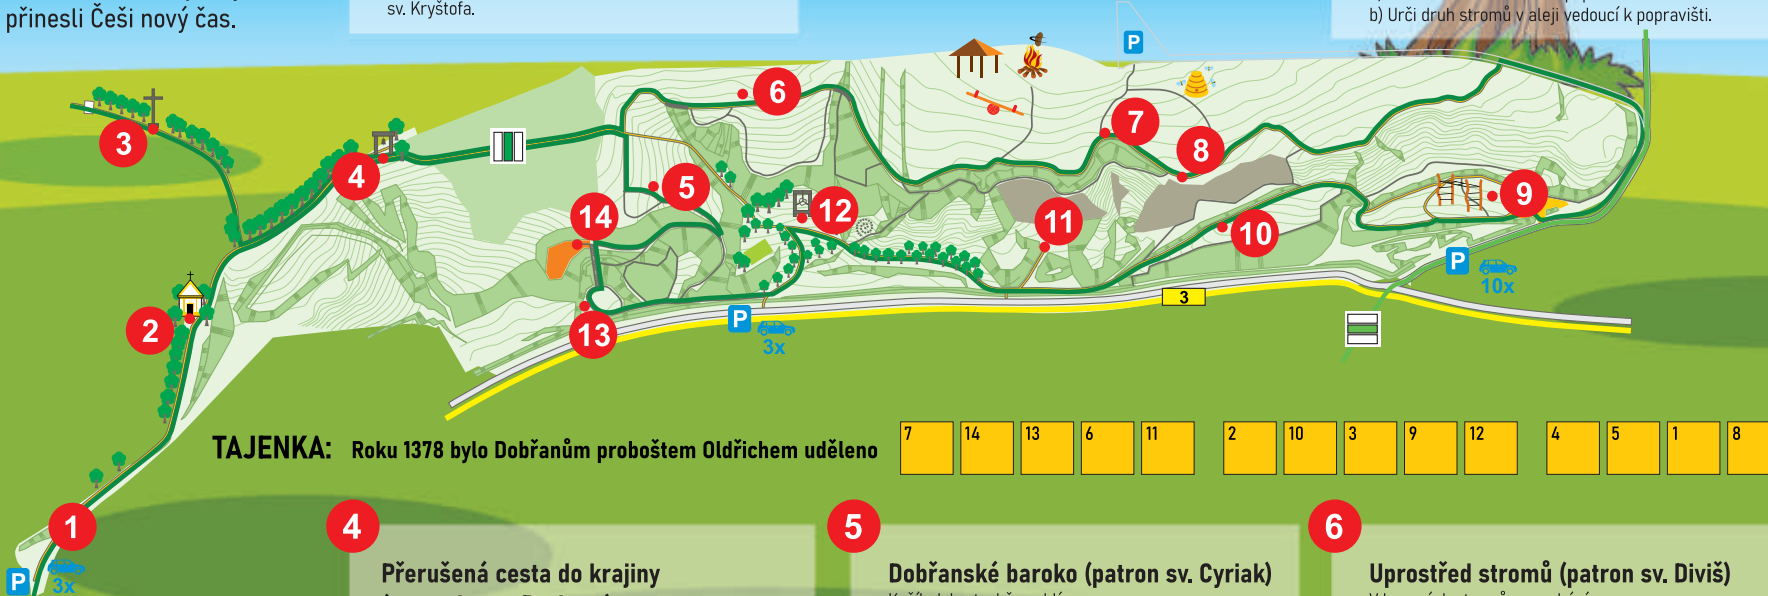 přinesli Češi nový čas.
sv. Kryštofa.
b) Urči druh stromů v aleji vedoucí k popravišti.
P
6
3
7
4
8
5
9
14
12
11
10
P
10x
3
2
13
P
3x
TAJENKA: Roku 1378 bylo Dobřanům proboštem Oldřichem uděleno
7 14 13 6 11 2 10 3 9 12 4 5 1 8
1
P
3x
4
5
6
Přerušená cesta do krajiny
Dobřanské baroko (patron sv. Cyriak)
Uprostřed stromů (patron sv. Diviš)